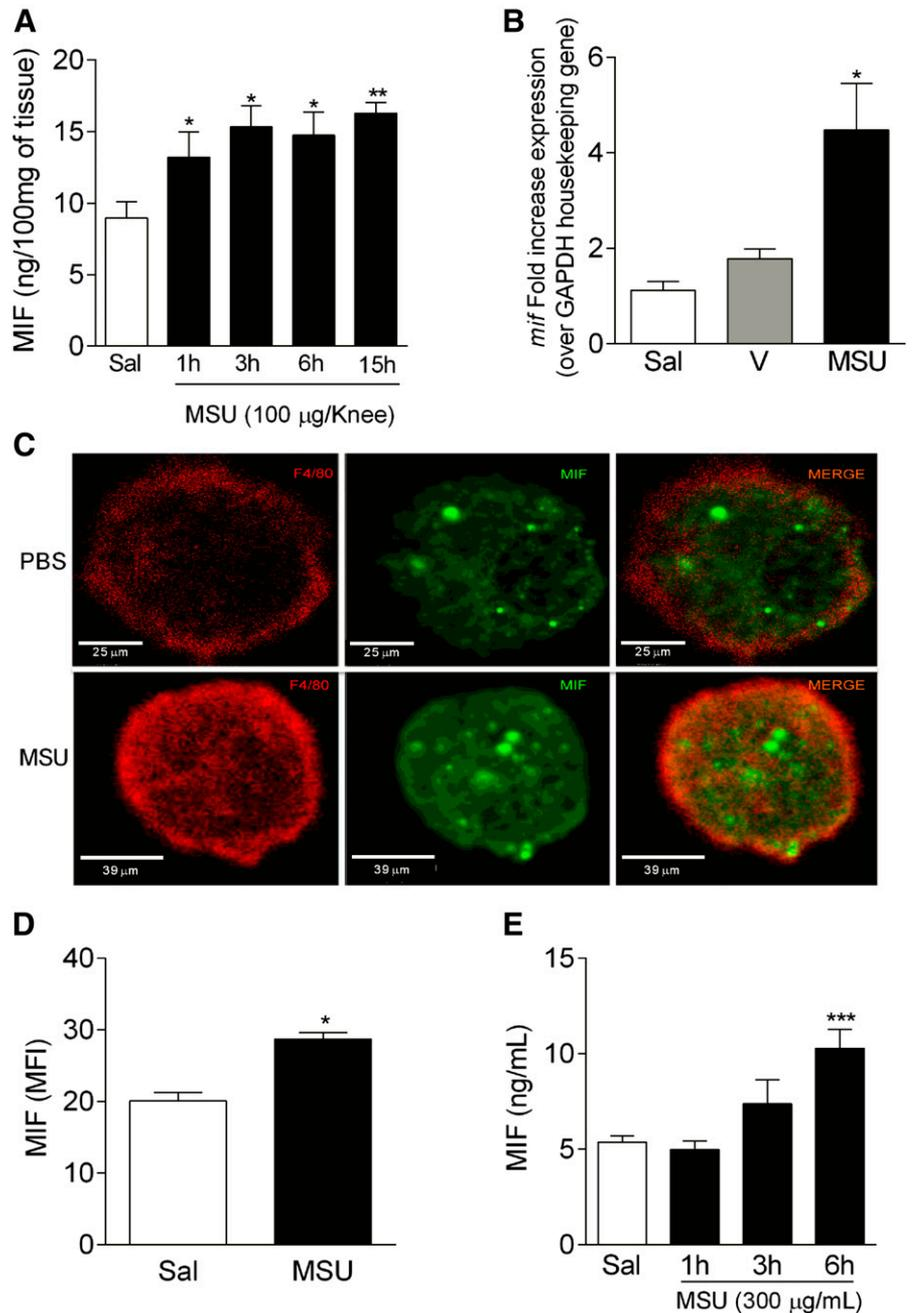 A
MIF (ng/100mg of tissue)
20
15
10
5
0
*
*
*
**
Sal 1h 3h 6h 15h
MSU (100 μg/Knee)
B
mif Fold increase expression
(over GAPDH housekeeping gene)
6
4
2
0
*
Sal V MSU
C
F4/80 MIF MERGE
PBS
25 μm 25 μm 25 μm
F4/80 MIF MERGE
MSU
39 μm 39 μm 39 μm
D
MIF (MFI)
40
30
20
10
0
*
Sal MSU
E
MIF (ng/mL)
15
10
5
0
***
Sal 1h 3h 6h
MSU (300 μg/mL)